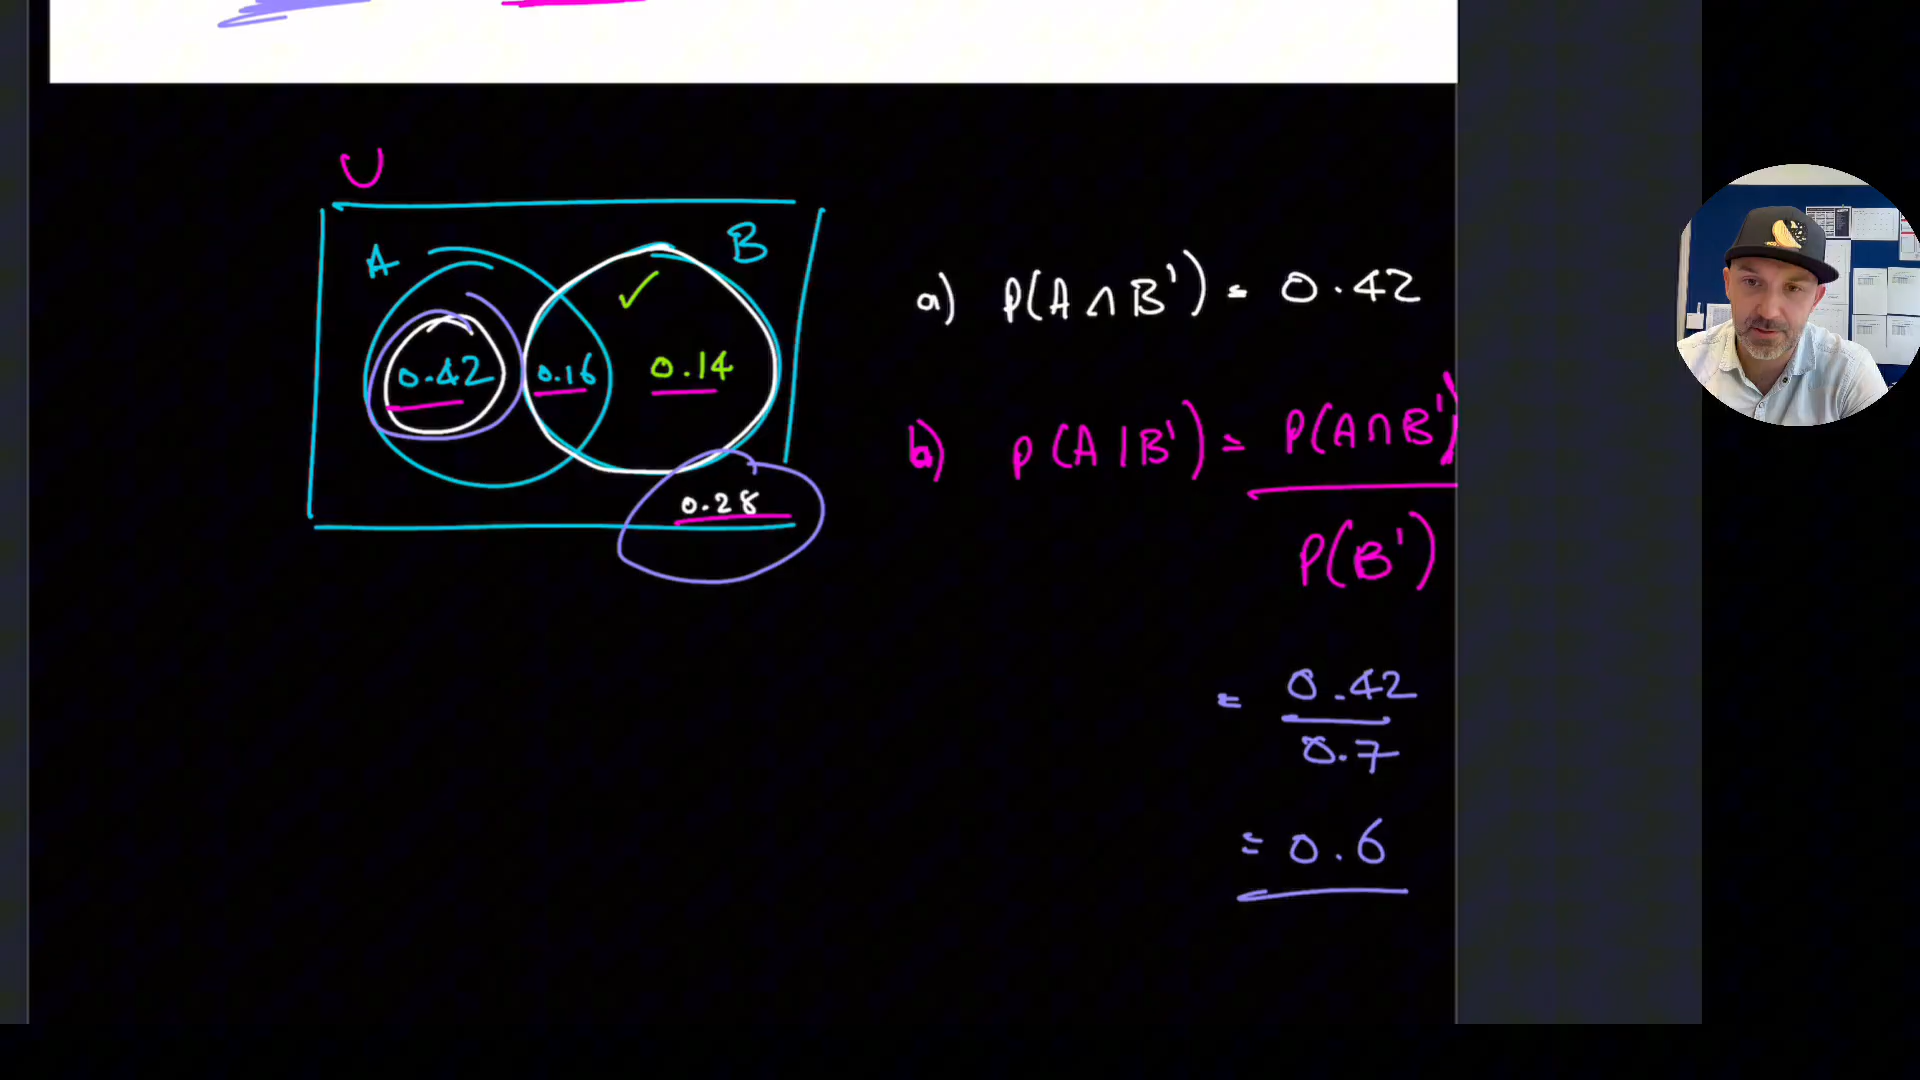 U
A
B
0.42 0.16 0.14
0.28
a) P(A∩B') = 0.42
b) P(A|B') = P(A∩B')
P(B')
= 0.42
0.7
= 0.6